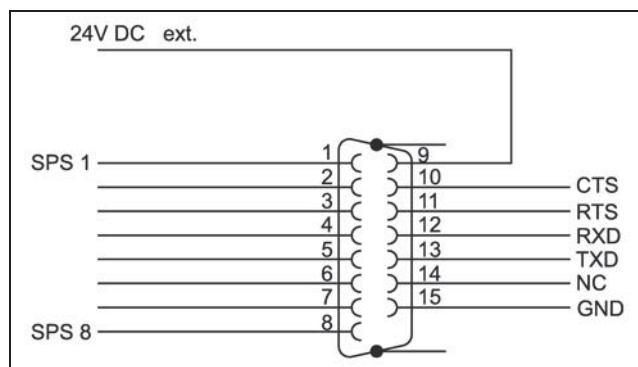 24V DC ext.
SPS 1
1
2
3
4
5
6
7
8
SPS 8
9
10 CTS
11 RTS
12 RXD
13 TXD
14 NC
15 GND